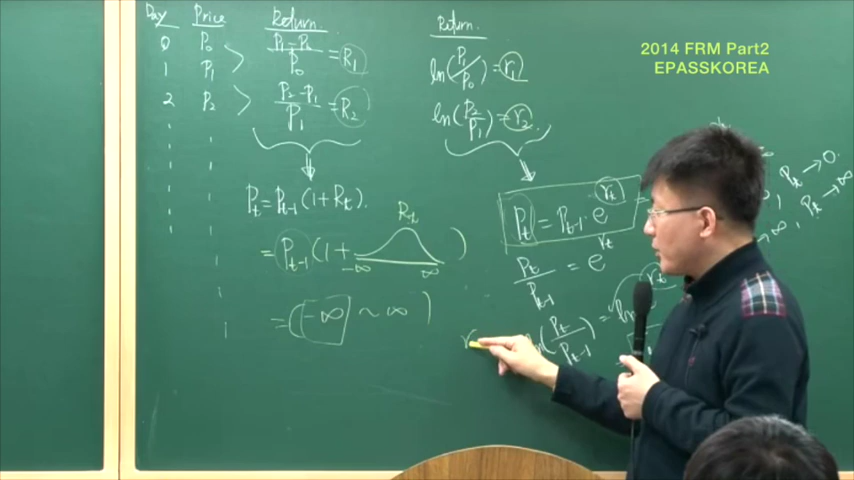 2014 FRM Part2
EPASSKOREA
Day Price Return Return.
0 P₀ (P₁-P₀)/P₀ = R₁ ln(P₁/P₀) = r₁
1 P₁
2 P₂ (P₂-P₁)/P₁ = R₂ ln(P₂/P₁) = r₂
Pₜ = Pₜ₋₁(1+Rₜ). Pₜ = Pₜ₋₁ · e^rₜ =
Rₜ
= Pₜ₋₁(1+ -∞ ∞ ) Pₜ/Pₜ₋₁ = e^rₜ
= (-∞ ~ ∞) ln(Pₜ/Pₜ₋₁) = ln
, Pₜ → 0.
→ ∞, Pₜ → ∞